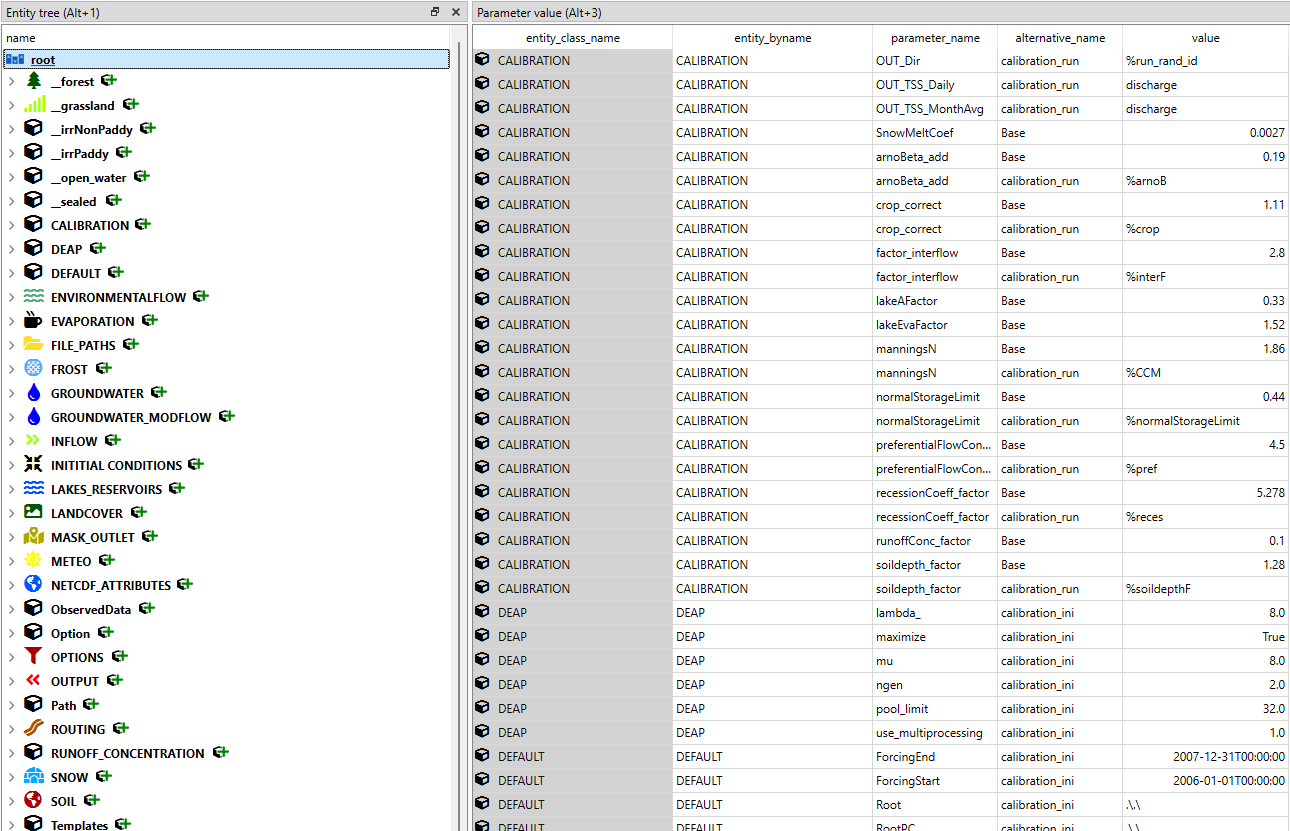 Entity tree (Alt+1)
name
root
__forest
__grassland
__irrNonPaddy
__irrPaddy
__open_water
__sealed
CALIBRATION
DEAP
DEFAULT
ENVIRONMENTALFLOW
EVAPORATION
FILE_PATHS
FROST
GROUNDWATER
GROUNDWATER_MODFLOW
INFLOW
INITITIAL CONDITIONS
LAKES_RESERVOIRS
LANDCOVER
MASK_OUTLET
METEO
NETCDF_ATTRIBUTES
ObservedData
Option
OPTIONS
OUTPUT
Path
ROUTING
RUNOFF_CONCENTRATION
SNOW
SOIL
Templates
Parameter value (Alt+3)
entity_class_name entity_byname parameter_name alternative_name value
CALIBRATION CALIBRATION OUT_Dir calibration_run %run_rand_id
CALIBRATION CALIBRATION OUT_TSS_Daily calibration_run discharge
CALIBRATION CALIBRATION OUT_TSS_MonthAvg calibration_run discharge
CALIBRATION CALIBRATION SnowMeltCoef Base 0.0027
CALIBRATION CALIBRATION arnoBeta_add Base 0.19
CALIBRATION CALIBRATION arnoBeta_add calibration_run %arnoB
CALIBRATION CALIBRATION crop_correct Base 1.11
CALIBRATION CALIBRATION crop_correct calibration_run %crop
CALIBRATION CALIBRATION factor_interflow Base 2.8
CALIBRATION CALIBRATION factor_interflow calibration_run %interF
CALIBRATION CALIBRATION lakeAFactor Base 0.33
CALIBRATION CALIBRATION lakeEvaFactor Base 1.52
CALIBRATION CALIBRATION manningsN Base 1.86
CALIBRATION CALIBRATION manningsN calibration_run %CCM
CALIBRATION CALIBRATION normalStorageLimit Base 0.44
CALIBRATION CALIBRATION normalStorageLimit calibration_run %normalStorageLimit
CALIBRATION CALIBRATION preferentialFlowCon... Base 4.5
CALIBRATION CALIBRATION preferentialFlowCon... calibration_run %pref
CALIBRATION CALIBRATION recessionCoeff_factor Base 5.278
CALIBRATION CALIBRATION recessionCoeff_factor calibration_run %reces
CALIBRATION CALIBRATION runoffConc_factor Base 0.1
CALIBRATION CALIBRATION soildepth_factor Base 1.28
CALIBRATION CALIBRATION soildepth_factor calibration_run %soildepthF
DEAP DEAP lambda_ calibration_ini 8.0
DEAP DEAP maximize calibration_ini True
DEAP DEAP mu calibration_ini 8.0
DEAP DEAP ngen calibration_ini 2.0
DEAP DEAP pool_limit calibration_ini 32.0
DEAP DEAP use_multiprocessing calibration_ini 1.0
DEFAULT DEFAULT ForcingEnd calibration_ini 2007-12-31T00:00:00
DEFAULT DEFAULT ForcingStart calibration_ini 2006-01-01T00:00:00
DEFAULT DEFAULT Root calibration_ini .\.\
DEFAULT DEFAULT RootPC calibration_ini .\.\